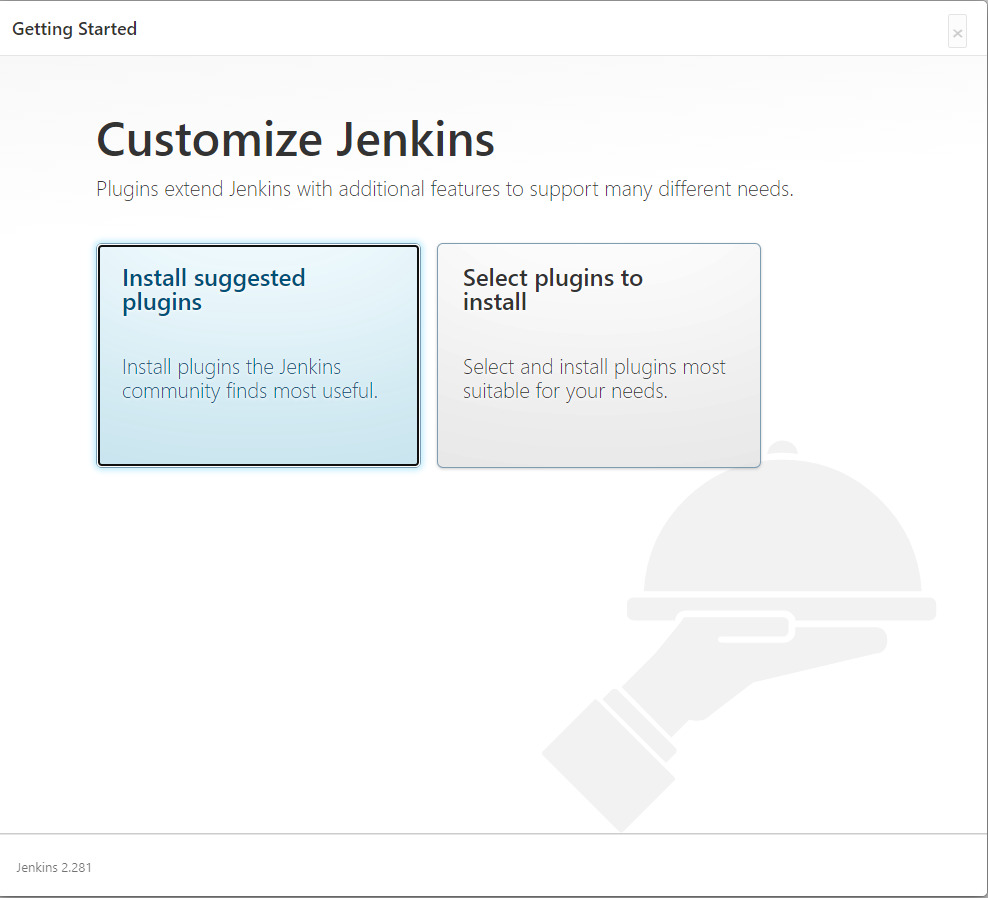 Getting Started
×
Customize Jenkins
Plugins extend Jenkins with additional features to support many different needs.
Install suggested
plugins
Install plugins the Jenkins
community finds most useful.
Select plugins to
install
Select and install plugins most
suitable for your needs.
Jenkins 2.281